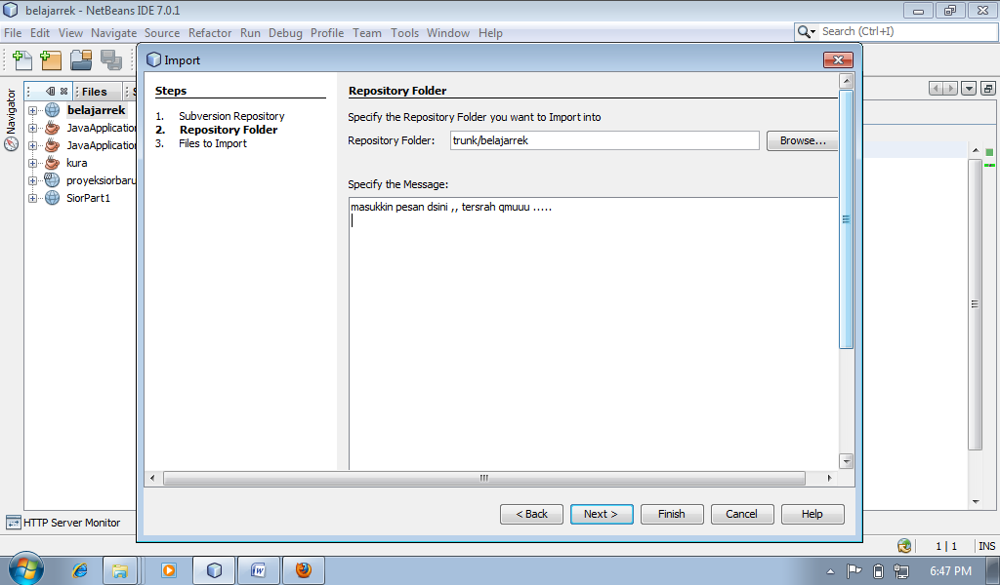 belajarrek - NetBeans IDE 7.0.1
File Edit View Navigate Source Refactor Run Debug Profile Team Tools Window Help
Search (Ctrl+I)
Import
Files
Navigator
belajarrek
JavaApplication
JavaApplication
kura
proyeksiorbaru
SiorPart1
Steps
1. Subversion Repository
2. Repository Folder
3. Files to Import
Repository Folder
Specify the Repository Folder you want to Import into
Repository Folder: trunk/belajarrek Browse...
Specify the Message:
masukkin pesan dsini ,, tersrah qmuuu .....
< Back Next > Finish Cancel Help
HTTP Server Monitor
1 | 1 INS
6:47 PM